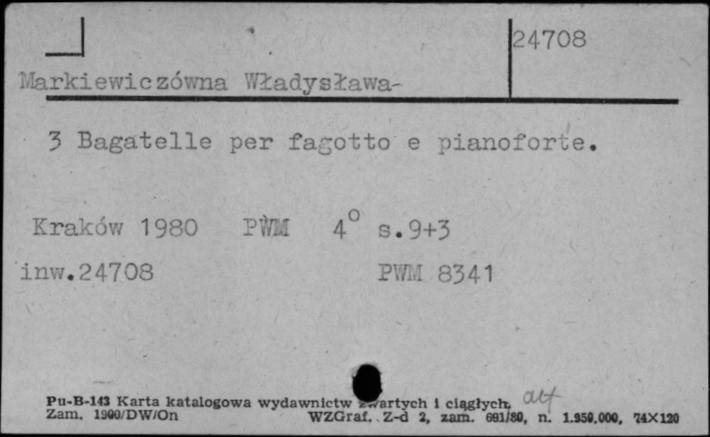 24708
Markiewiczówna Władysława-
3 Bagatelle per fagotto e pianoforte.
Kraków 1980 PWM 4° s.9+3
inw.24708 PWM 8341
Pu-B-143 Karta katalogowa wydawnictw zwartych i ciągłych,
Zam. 1900/DW/On WZGraf. Z-d 2, zam. 691/80, n. 1.950.000, 74X120